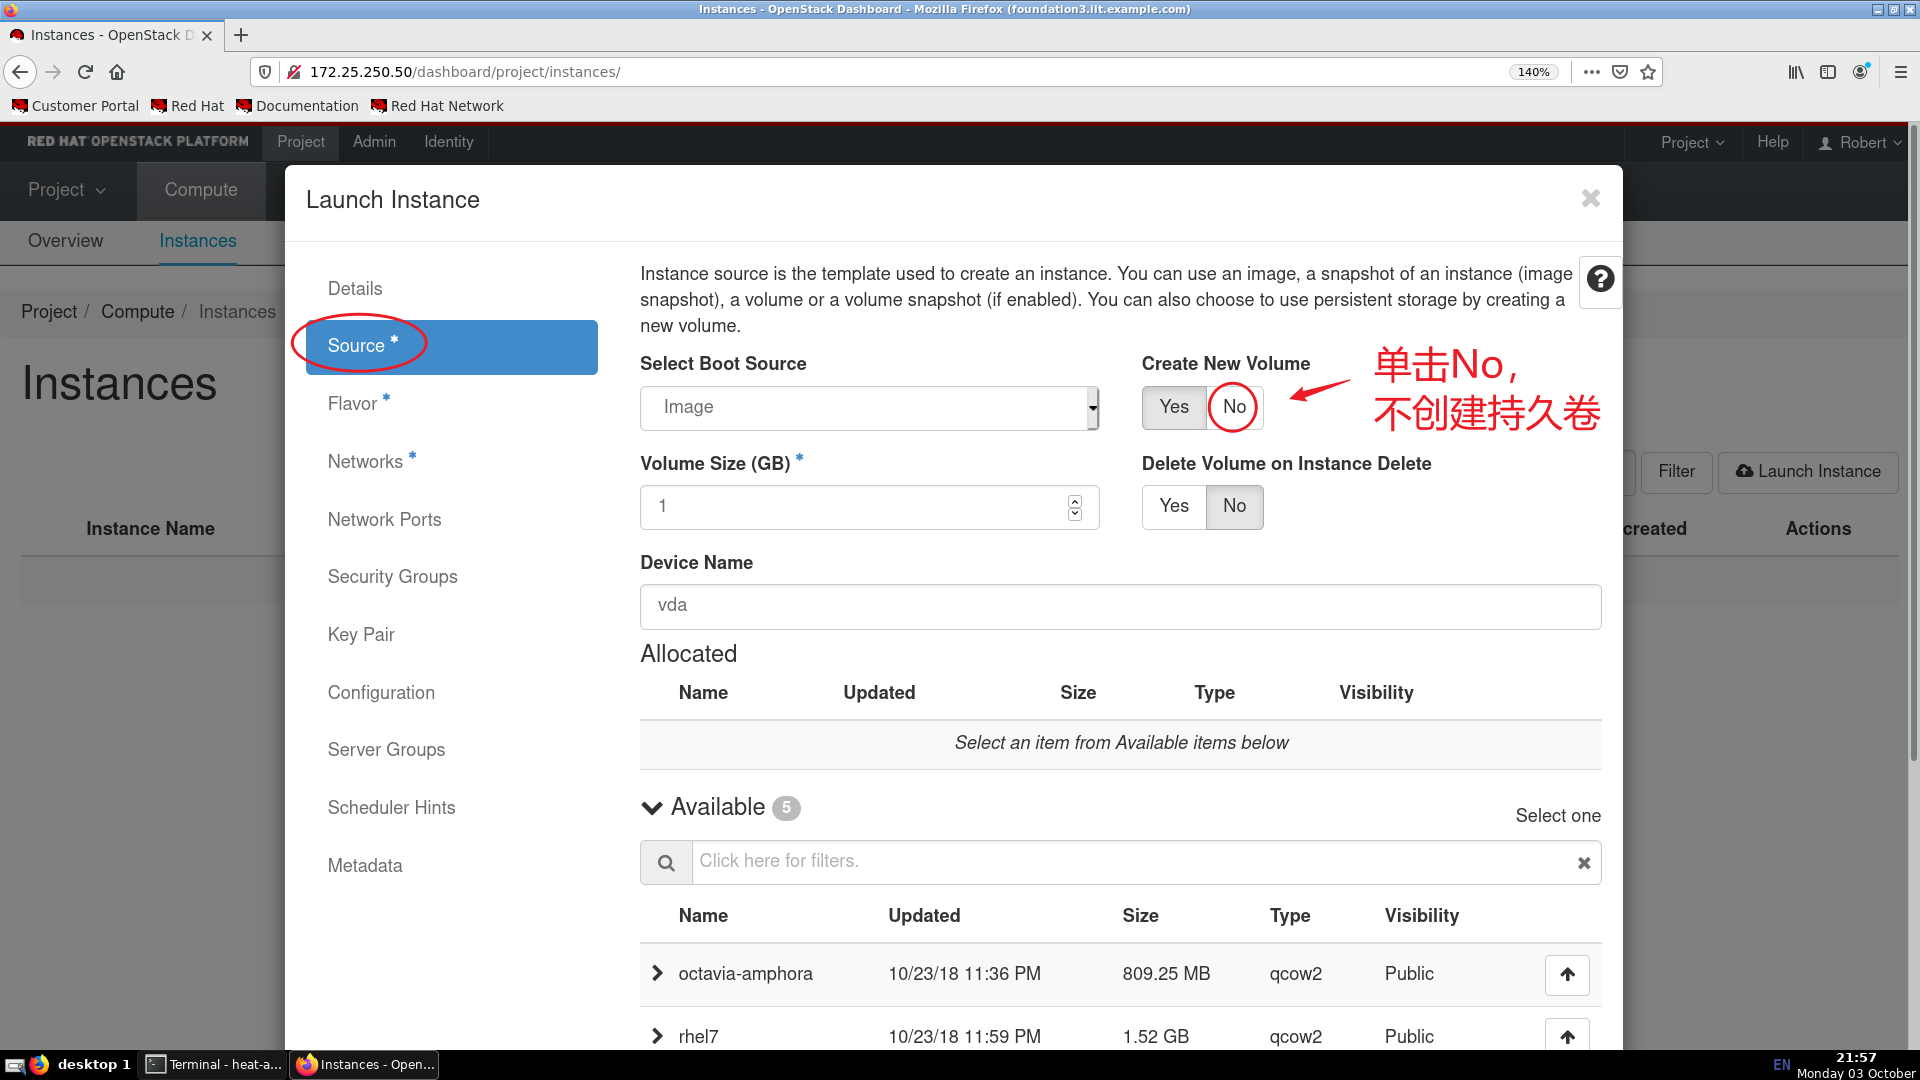 Instances - OpenStack Dashboard - Mozilla Firefox (foundation3.ilt.example.com)
Instances - OpenStack D
172.25.250.50/dashboard/project/instances/
140%
Customer Portal Red Hat Documentation Red Hat Network
RED HAT OPENSTACK PLATFORM Project Admin Identity Project Help Robert
Project Compute
Launch Instance
Overview Instances
Project / Compute / Instances
Instances
Filter Launch Instance
Instance Name created Actions
Details
Source *
Flavor *
Networks *
Network Ports
Security Groups
Key Pair
Configuration
Server Groups
Scheduler Hints
Metadata
Instance source is the template used to create an instance. You can use an image, a snapshot of an instance (image
snapshot), a volume or a volume snapshot (if enabled). You can also choose to use persistent storage by creating a
new volume.
Select Boot Source Create New Volume
Image Yes No
单击No，
不创建持久卷
Volume Size (GB) * Delete Volume on Instance Delete
1 Yes No
Device Name
vda
Allocated
Name Updated Size Type Visibility
Select an item from Available items below
Available 5 Select one
Click here for filters.
Name Updated Size Type Visibility
octavia-amphora 10/23/18 11:36 PM 809.25 MB qcow2 Public
rhel7 10/23/18 11:59 PM 1.52 GB qcow2 Public
desktop 1 Terminal - heat-a... Instances - Open... EN 21:57
Monday 03 October